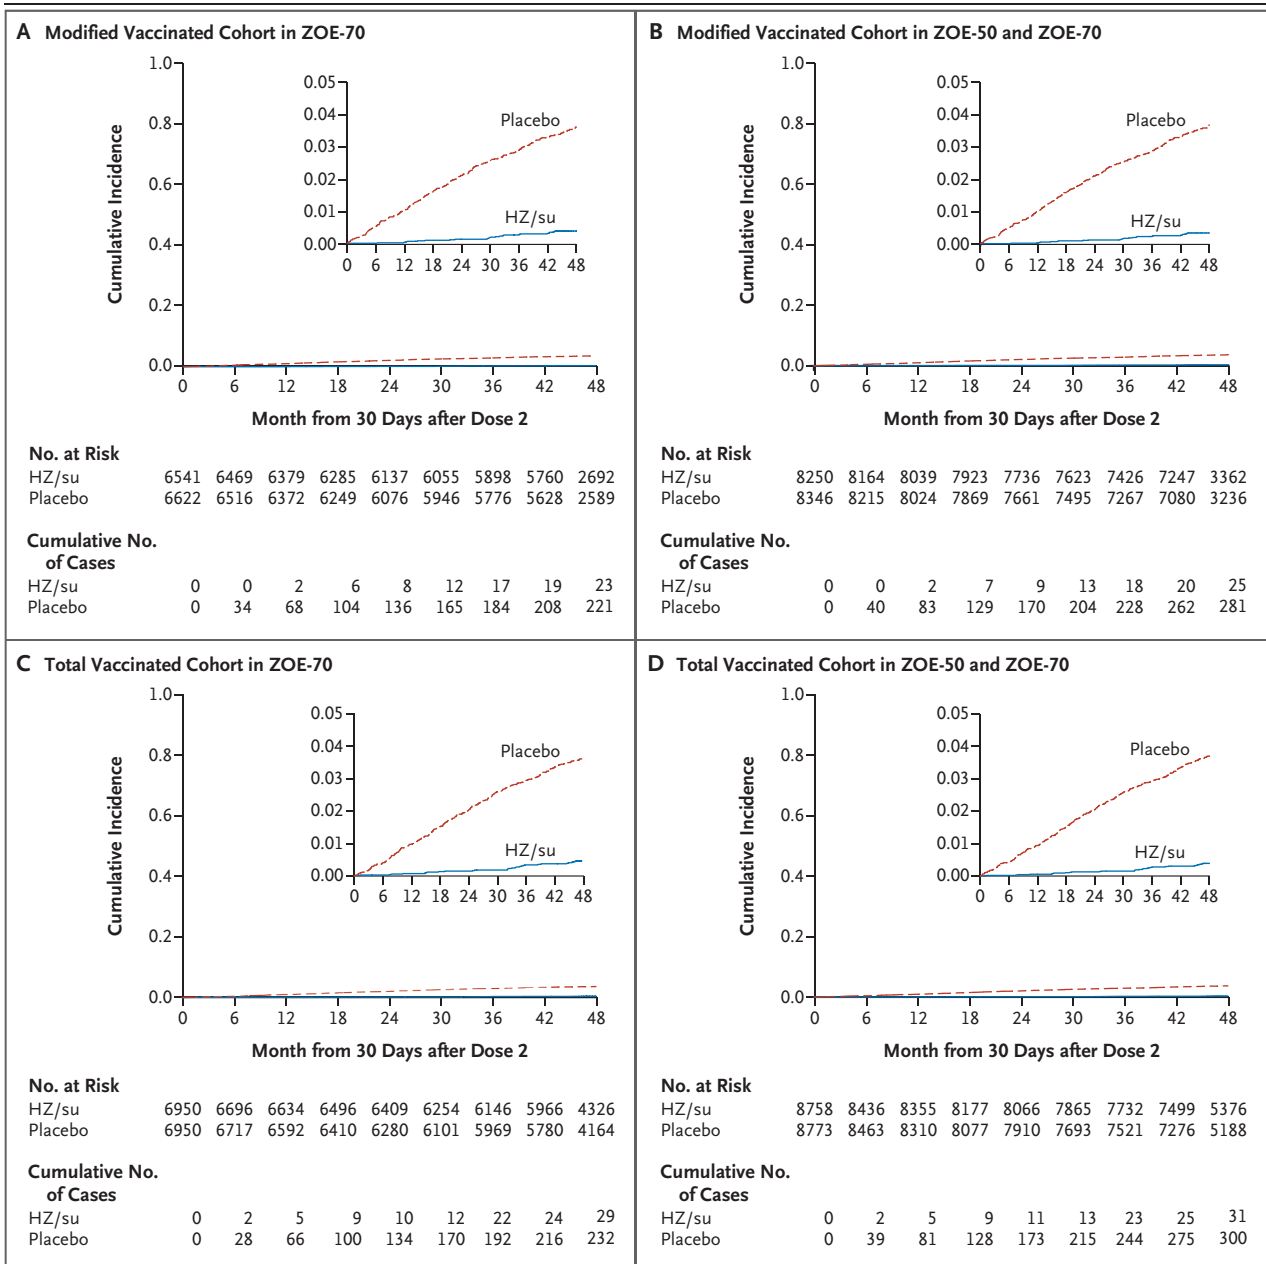 A Modified Vaccinated Cohort in ZOE-70
1.0
0.8
0.6
0.4
0.2
0.0
Cumulative Incidence
0.05
0.04
0.03
0.02
0.01
0.00
Placebo
HZ/su
0 6 12 18 24 30 36 42 48
0 6 12 18 24 30 36 42 48
Month from 30 Days after Dose 2
No. at Risk
HZ/su 6541 6469 6379 6285 6137 6055 5898 5760 2692
Placebo 6622 6516 6372 6249 6076 5946 5776 5628 2589
Cumulative No.
of Cases
HZ/su 0 0 2 6 8 12 17 19 23
Placebo 0 34 68 104 136 165 184 208 221
B Modified Vaccinated Cohort in ZOE-50 and ZOE-70
1.0
0.8
0.6
0.4
0.2
0.0
Cumulative Incidence
0.05
0.04
0.03
0.02
0.01
0.00
Placebo
HZ/su
0 6 12 18 24 30 36 42 48
0 6 12 18 24 30 36 42 48
Month from 30 Days after Dose 2
No. at Risk
HZ/su 8250 8164 8039 7923 7736 7623 7426 7247 3362
Placebo 8346 8215 8024 7869 7661 7495 7267 7080 3236
Cumulative No.
of Cases
HZ/su 0 0 2 7 9 13 18 20 25
Placebo 0 40 83 129 170 204 228 262 281
C Total Vaccinated Cohort in ZOE-70
1.0
0.8
0.6
0.4
0.2
0.0
Cumulative Incidence
0.05
0.04
0.03
0.02
0.01
0.00
Placebo
HZ/su
0 6 12 18 24 30 36 42 48
0 6 12 18 24 30 36 42 48
Month from 30 Days after Dose 2
No. at Risk
HZ/su 6950 6696 6634 6496 6409 6254 6146 5966 4326
Placebo 6950 6717 6592 6410 6280 6101 5969 5780 4164
Cumulative No.
of Cases
HZ/su 0 2 5 9 10 12 22 24 29
Placebo 0 28 66 100 134 170 192 216 232
D Total Vaccinated Cohort in ZOE-50 and ZOE-70
1.0
0.8
0.6
0.4
0.2
0.0
Cumulative Incidence
0.05
0.04
0.03
0.02
0.01
0.00
Placebo
HZ/su
0 6 12 18 24 30 36 42 48
0 6 12 18 24 30 36 42 48
Month from 30 Days after Dose 2
No. at Risk
HZ/su 8758 8436 8355 8177 8066 7865 7732 7499 5376
Placebo 8773 8463 8310 8077 7910 7693 7521 7276 5188
Cumulative No.
of Cases
HZ/su 0 2 5 9 11 13 23 25 31
Placebo 0 39 81 128 173 215 244 275 300